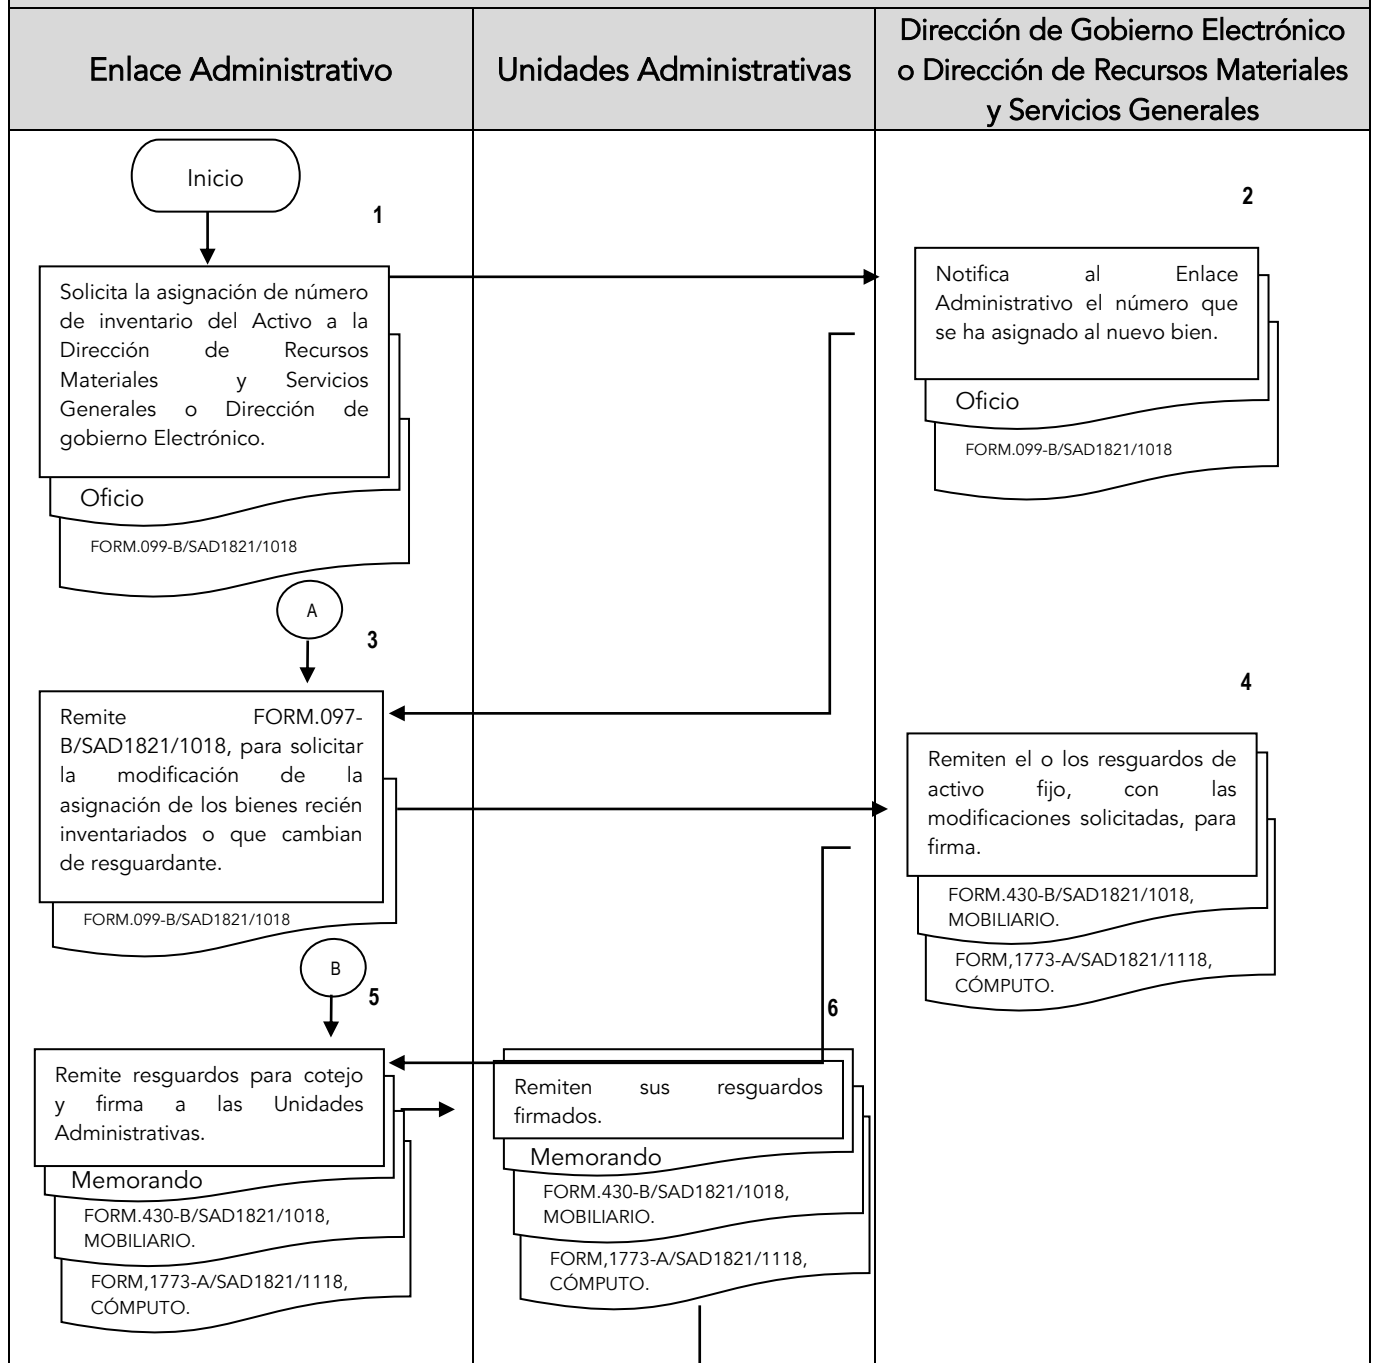 Enlace Administrativo
Unidades Administrativas
Dirección de Gobierno Electrónico
o Dirección de Recursos Materiales
y Servicios Generales
Inicio
1
Solicita la asignación de número
de inventario del Activo a la
Dirección de Recursos
Materiales y Servicios
Generales o Dirección de
gobierno Electrónico.
Oficio
FORM.099-B/SAD1821/1018
2
Notifica al Enlace
Administrativo el número que
se ha asignado al nuevo bien.
Oficio
FORM.099-B/SAD1821/1018
A
3
Remite FORM.097-
B/SAD1821/1018, para solicitar
la modificación de la
asignación de los bienes recién
inventariados o que cambian
de resguardante.
FORM.099-B/SAD1821/1018
4
Remiten el o los resguardos de
activo fijo, con las
modificaciones solicitadas, para
firma.
FORM.430-B/SAD1821/1018,
MOBILIARIO.
FORM,1773-A/SAD1821/1118,
CÓMPUTO.
B
5
Remite resguardos para cotejo
y firma a las Unidades
Administrativas.
Memorando
FORM.430-B/SAD1821/1018,
MOBILIARIO.
FORM,1773-A/SAD1821/1118,
CÓMPUTO.
6
Remiten sus resguardos
firmados.
Memorando
FORM.430-B/SAD1821/1018,
MOBILIARIO.
FORM,1773-A/SAD1821/1118,
CÓMPUTO.